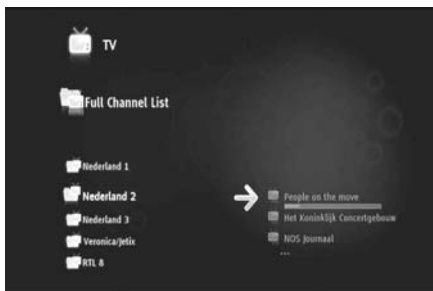 TV
Full Channel List
Nederland 1
Nederland 2
Nederland 3
Veronica/Jetix
RTL 8
People on the move
Het Koninklijk Concertgebouw
NOS Journaal
...